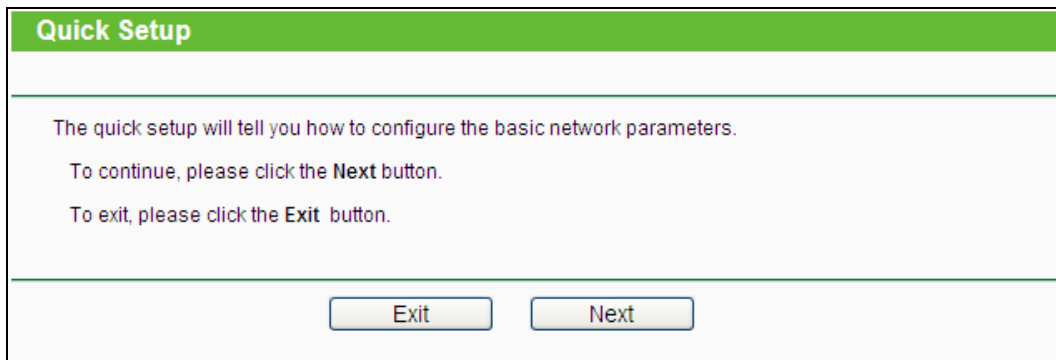 Quick Setup
The quick setup will tell you how to configure the basic network parameters.
To continue, please click the Next button.
To exit, please click the Exit button.
Exit Next